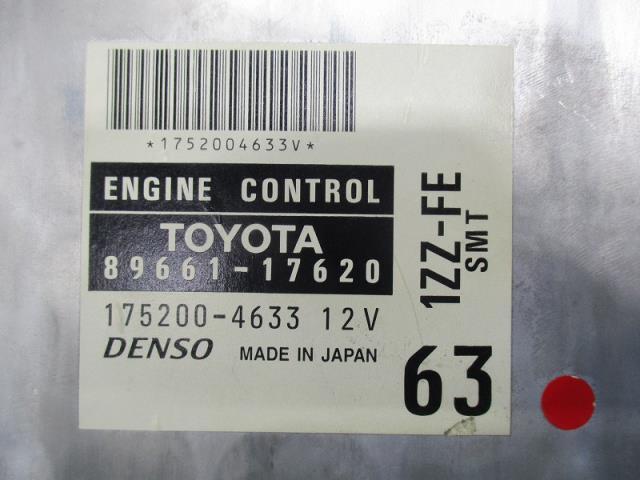 *1752004633V*
ENGINE CONTROL
TOYOTA
89661-17620
175200-4633 12V
DENSO MADE IN JAPAN
1ZZ-FE
SMT
63